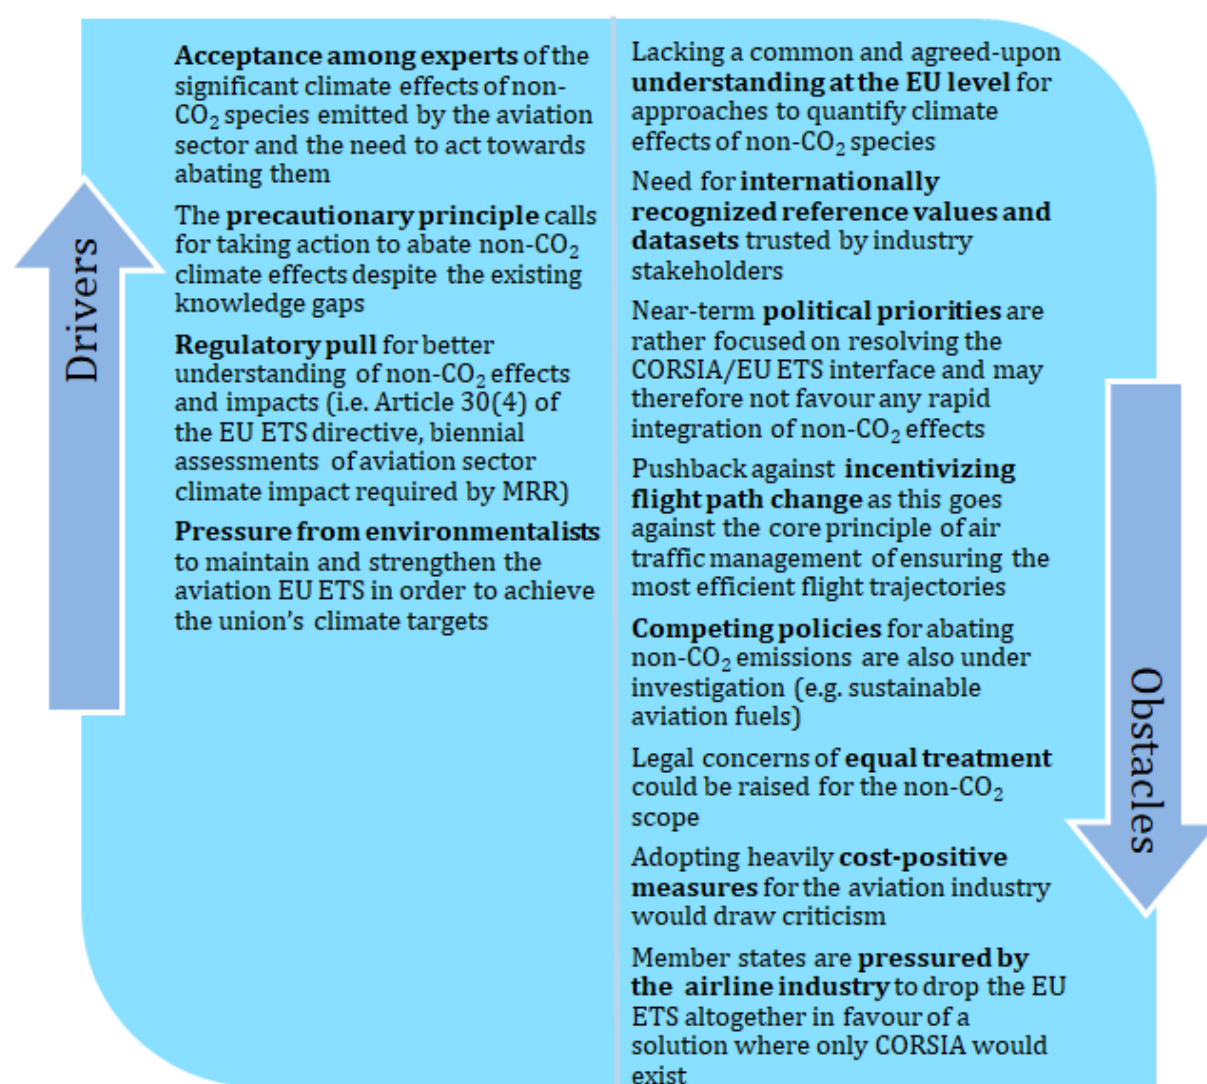 Drivers
Acceptance among experts of the
significant climate effects of non-
CO₂ species emitted by the aviation
sector and the need to act towards
abating them
The precautionary principle calls
for taking action to abate non-CO₂
climate effects despite the existing
knowledge gaps
Regulatory pull for better
understanding of non-CO₂ effects
and impacts (i.e. Article 30(4) of
the EU ETS directive, biennial
assessments of aviation sector
climate impact required by MRR)
Pressure from environmentalists
to maintain and strengthen the
aviation EU ETS in order to achieve
the union's climate targets
Lacking a common and agreed-upon
understanding at the EU level for
approaches to quantify climate
effects of non-CO₂ species
Need for internationally
recognized reference values and
datasets trusted by industry
stakeholders
Near-term political priorities are
rather focused on resolving the
CORSIA/EU ETS interface and may
therefore not favour any rapid
integration of non-CO₂ effects
Pushback against incentivizing
flight path change as this goes
against the core principle of air
traffic management of ensuring the
most efficient flight trajectories
Competing policies for abating
non-CO₂ emissions are also under
investigation (e.g. sustainable
aviation fuels)
Legal concerns of equal treatment
could be raised for the non-CO₂
scope
Adopting heavily cost-positive
measures for the aviation industry
would draw criticism
Member states are pressured by
the airline industry to drop the EU
ETS altogether in favour of a
solution where only CORSIA would
exist
Obstacles